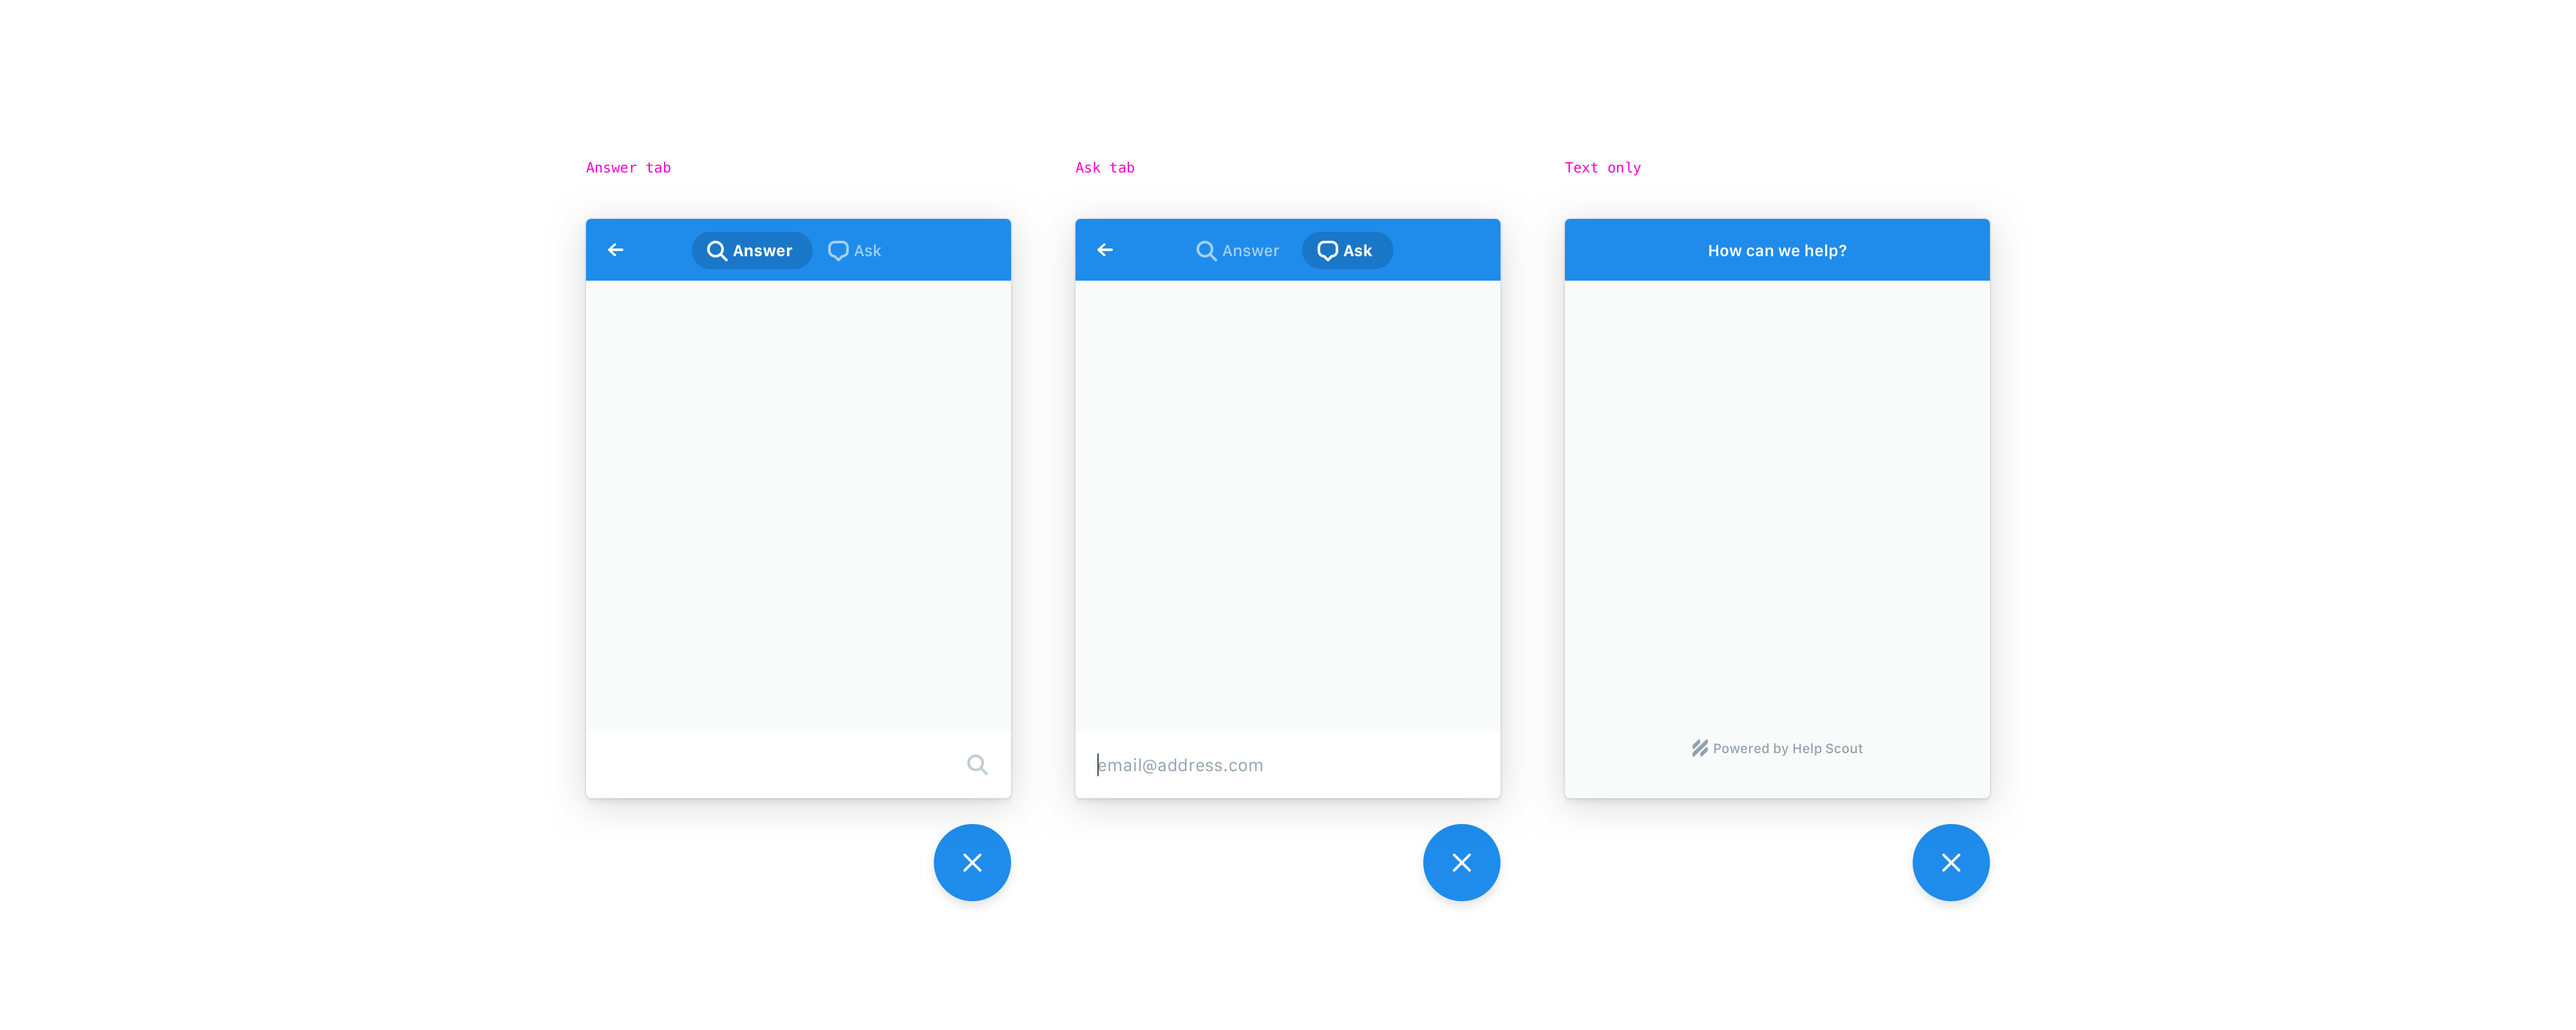 Answer tab
Ask tab
Text only
Answer
Ask
Answer
Ask
How can we help?
email@address.com
Powered by Help Scout